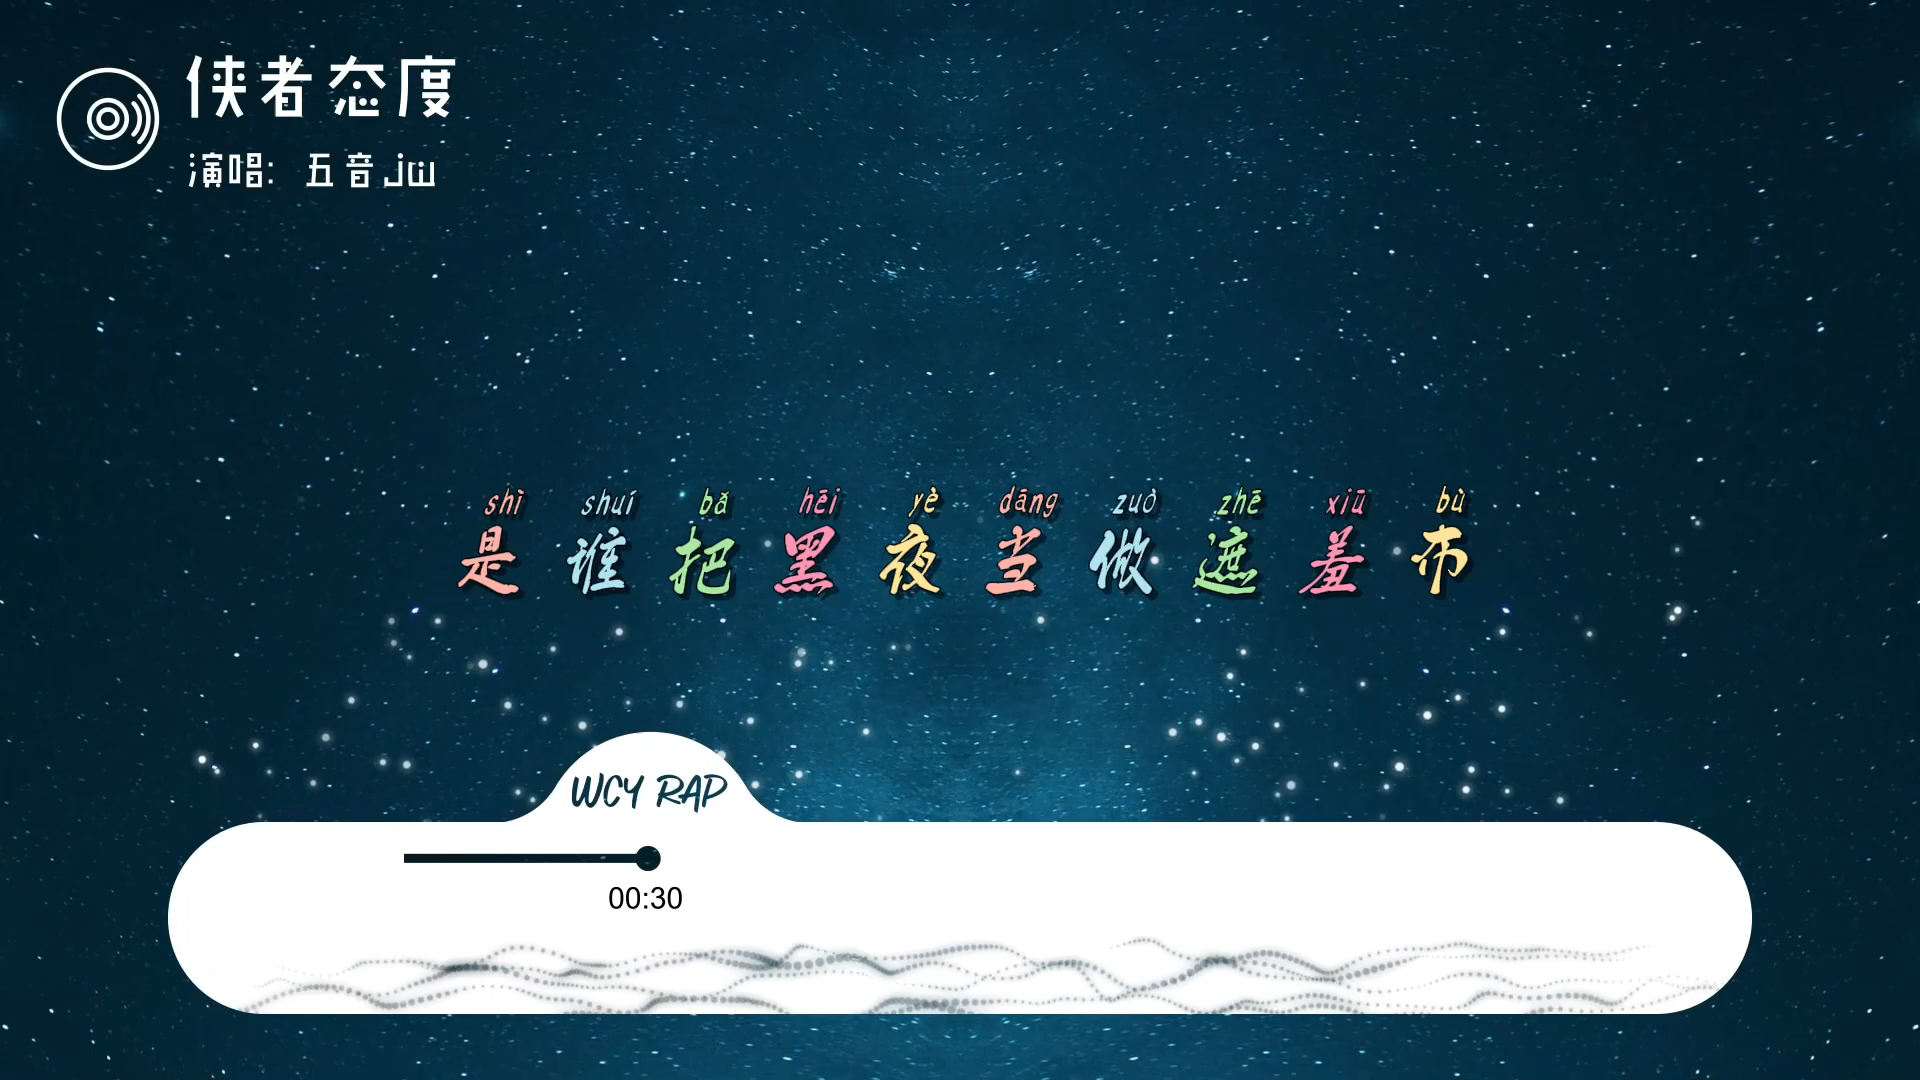 侠者态度
演唱: 五音Jw
shì shuí bǎ hēi yè dāng zuò zhē xiū bù
是 谁 把 黑 夜 当 做 遮 羞 布
WCY RAP
00:30